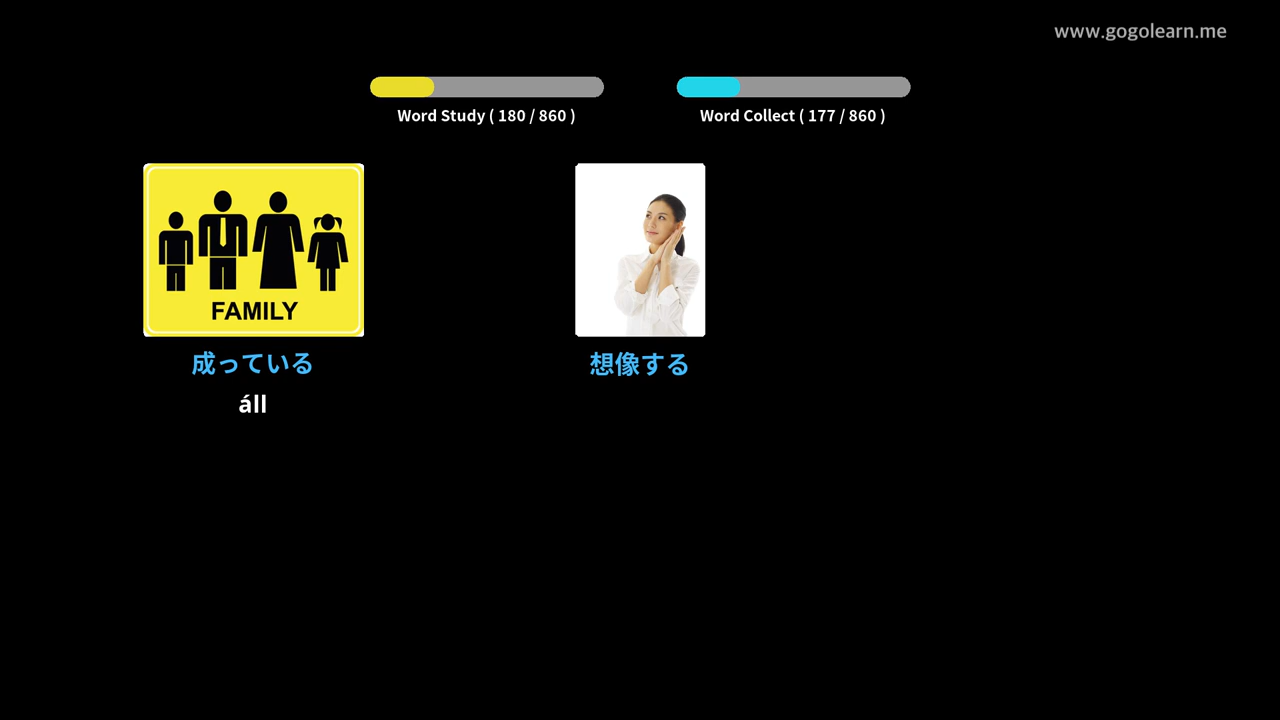 www.gogolearn.me
Word Study ( 180 / 860 )
Word Collect ( 177 / 860 )
FAMILY
成っている
áll
想像する